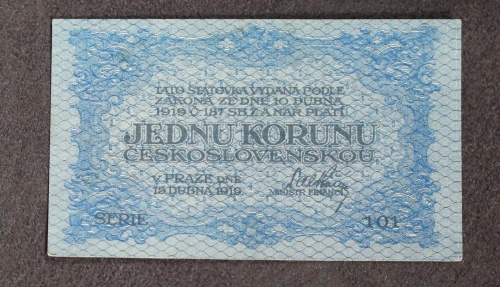 TATO STÁTOVKA VYDANÁ PODLE
ZÁKONA ZE DNE 10. DUBNA
1919 Č. 187 SB. Z. A NAŘ. PLATÍ
JEDNU KORUNU
ČESKOSLOVENSKOU.
V PRAZE DNE
15. DUBNA 1919.
MINISTR FINANCÍ
SERIE 101